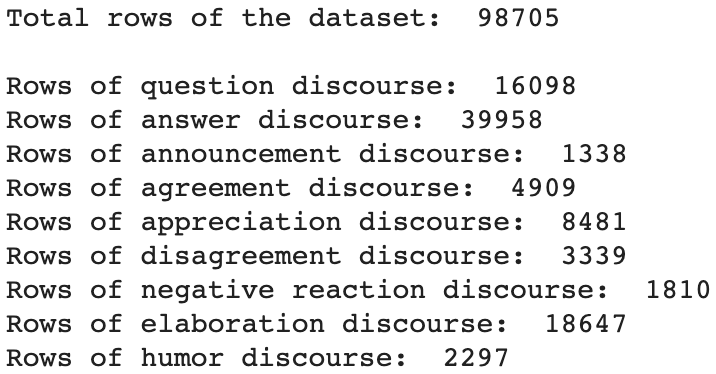 Total rows of the dataset:  98705
Rows of question discourse:  16098
Rows of answer discourse:  39958
Rows of announcement discourse:  1338
Rows of agreement discourse:  4909
Rows of appreciation discourse:  8481
Rows of disagreement discourse:  3339
Rows of negative reaction discourse:  1810
Rows of elaboration discourse:  18647
Rows of humor discourse:  2297